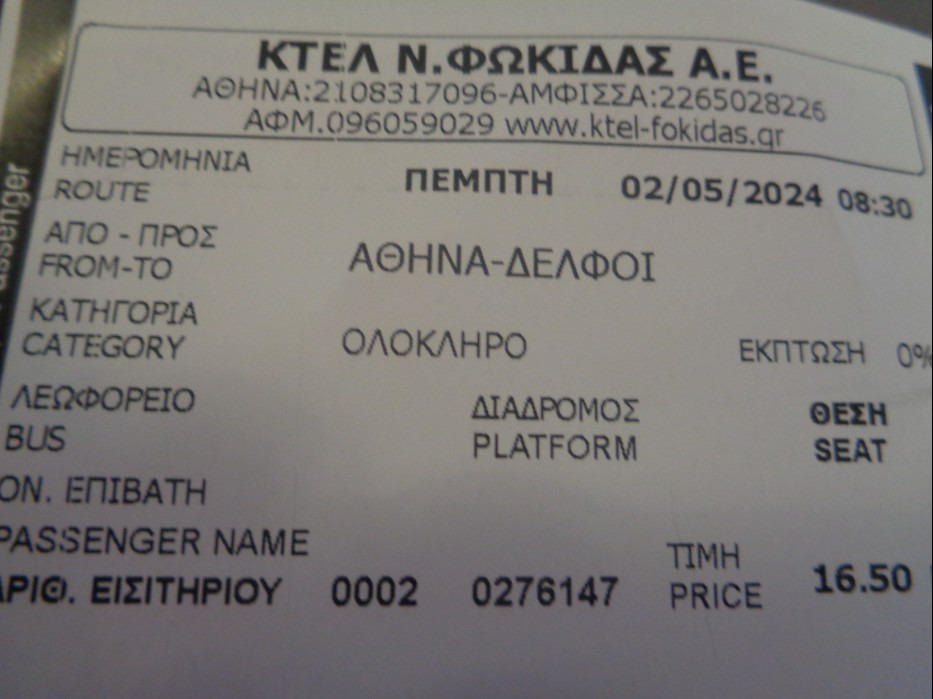 ΚΤΕΛ Ν.ΦΩΚΙΔΑΣ Α.Ε.
ΑΘΗΝΑ:2108317096-ΑΜΦΙΣΣΑ:2265028226
ΑΦΜ.096059029 www.ktel-fokidas.gr
ΗΜΕΡΟΜΗΝΙΑ
ROUTE
ΠΕΜΠΤΗ 02/05/2024 08:30
ΑΠΟ - ΠΡΟΣ
FROM-TO
ΑΘΗΝΑ-ΔΕΛΦΟΙ
ΚΑΤΗΓΟΡΙΑ
CATEGORY
ΟΛΟΚΛΗΡΟ ΕΚΠΤΩΣΗ 0%
ΛΕΩΦΟΡΕΙΟ ΔΙΑΔΡΟΜΟΣ ΘΕΣΗ
BUS PLATFORM SEAT
ΟΝ. ΕΠΙΒΑΤΗ
PASSENGER NAME
ΑΡΙΘ. ΕΙΣΙΤΗΡΙΟΥ 0002 0276147
ΤΙΜΗ
PRICE
16.50